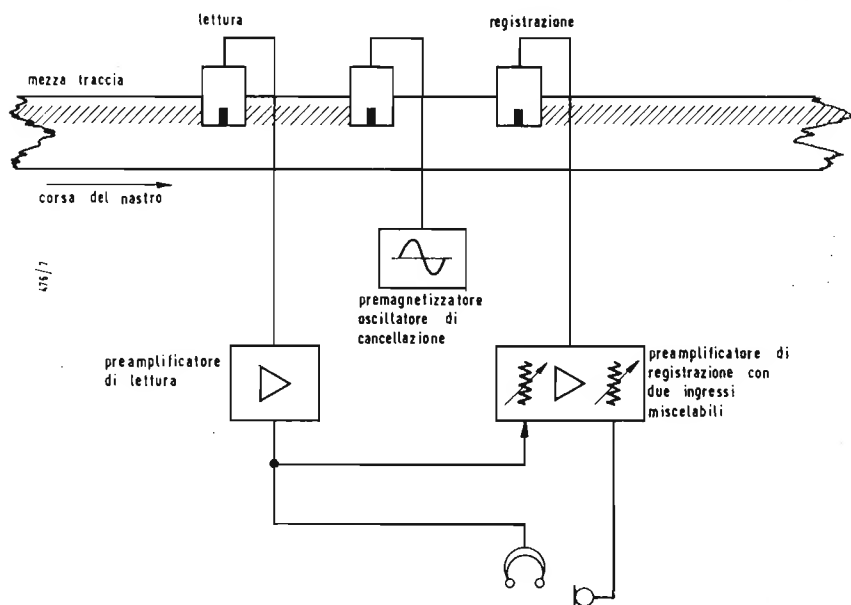 lettura
registrazione
mezza traccia
corsa del nastro
476/7
premagnetizzatore
oscillatore di
cancellazione
preamplificatore
di lettura
preamplificatore di
registrazione con
due ingressi
miscelabili